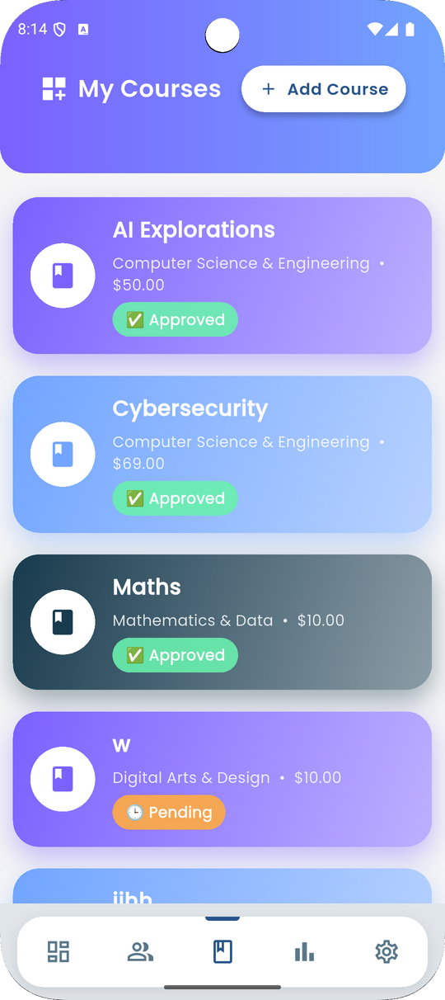 8:14
My Courses
+ Add Course
AI Explorations
Computer Science & Engineering •
$50.00
✅ Approved
Cybersecurity
Computer Science & Engineering •
$69.00
✅ Approved
Maths
Mathematics & Data • $10.00
✅ Approved
w
Digital Arts & Design • $10.00
🕒 Pending